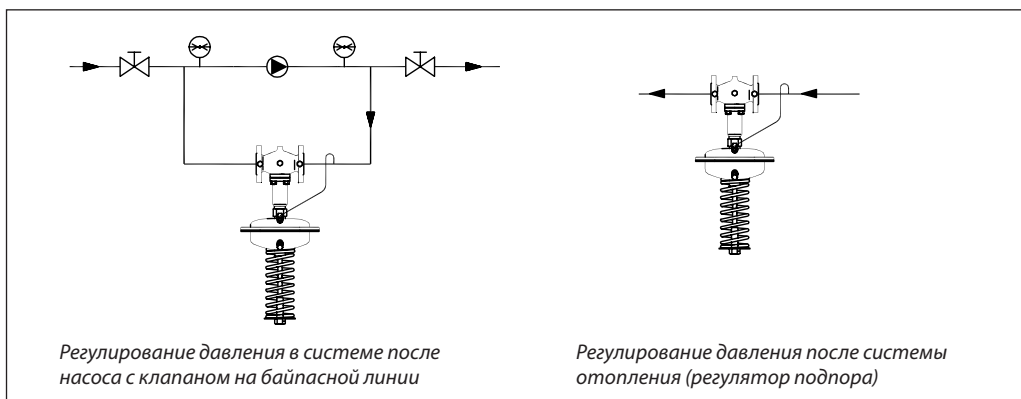 Регулирование давления в системе после
насоса с клапаном на байпасной линии
Регулирование давления после системы
отопления (регулятор подпора)